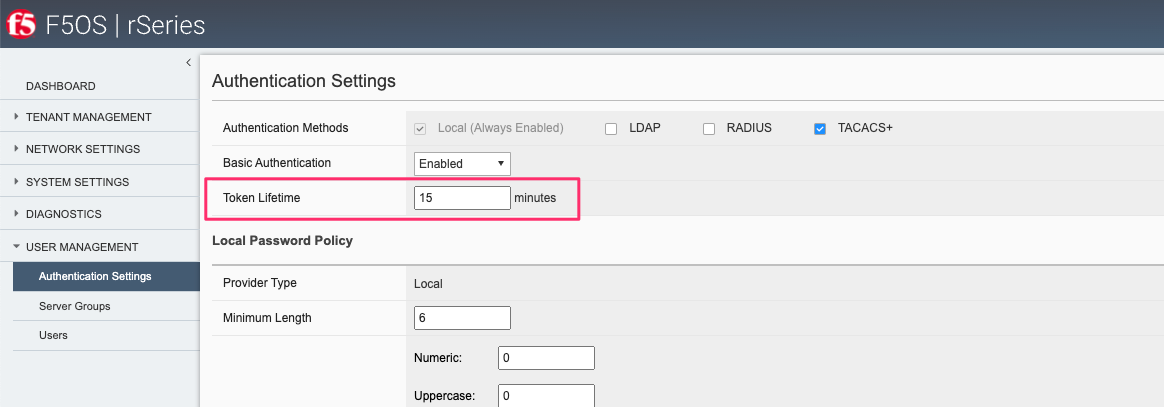 f5 F5OS | rSeries
DASHBOARD
TENANT MANAGEMENT
NETWORK SETTINGS
SYSTEM SETTINGS
DIAGNOSTICS
USER MANAGEMENT
Authentication Settings
Server Groups
Users
Authentication Settings
Authentication Methods Local (Always Enabled) LDAP RADIUS TACACS+
Basic Authentication Enabled
Token Lifetime 15 minutes
Local Password Policy
Provider Type Local
Minimum Length 6
Numeric: 0
Uppercase: 0